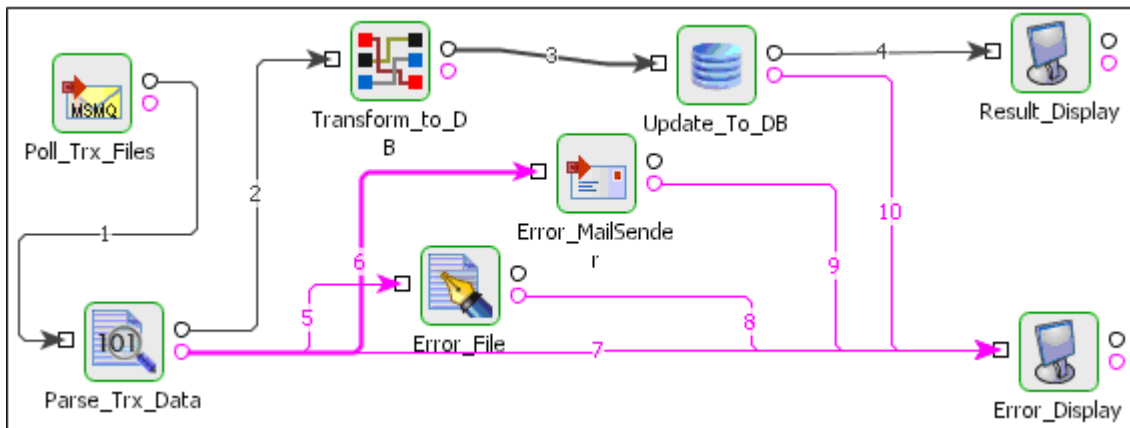 4
3
Result_Display
MSMQ
Transform_to_D
B
Update_To_DB
Poll_Trx_Files
2
10
1
Error_MailSende
r
6
9
5
8
101
Error_File
7
Parse_Trx_Data
Error_Display